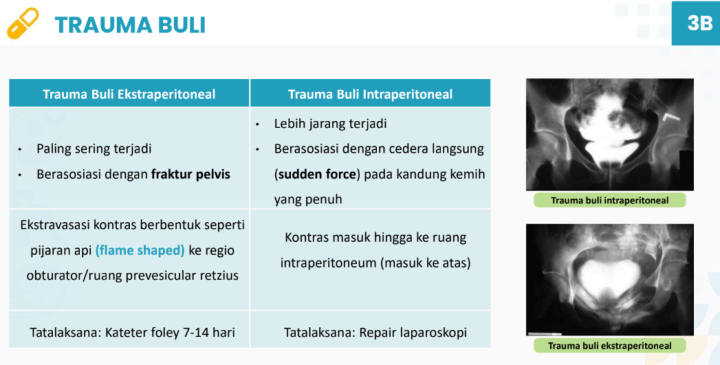 TRAUMA BULI
3B
Trauma Buli Ekstraperitoneal
Trauma Buli Intraperitoneal
• Paling sering terjadi
• Berasosiasi dengan fraktur pelvis
• Lebih jarang terjadi
• Berasosiasi dengan cedera langsung
(sudden force) pada kandung kemih
yang penuh
Ekstravasasi kontras berbentuk seperti
pijaran api (flame shaped) ke regio
obturator/ruang prevesicular retzius
Kontras masuk hingga ke ruang
intraperitoneum (masuk ke atas)
Tatalaksana: Kateter foley 7-14 hari
Tatalaksana: Repair laparoskopi
Trauma buli intraperitoneal
Trauma buli ekstraperitoneal